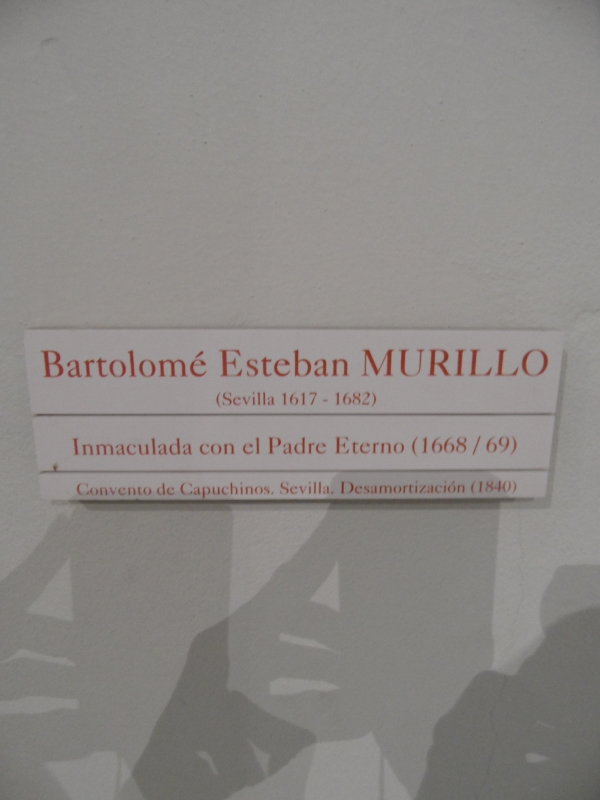 Bartolomé Esteban MURILLO
(Sevilla 1617 - 1682)
Inmaculada con el Padre Eterno (1668 / 69)
Convento de Capuchinos. Sevilla. Desamortización (1840)